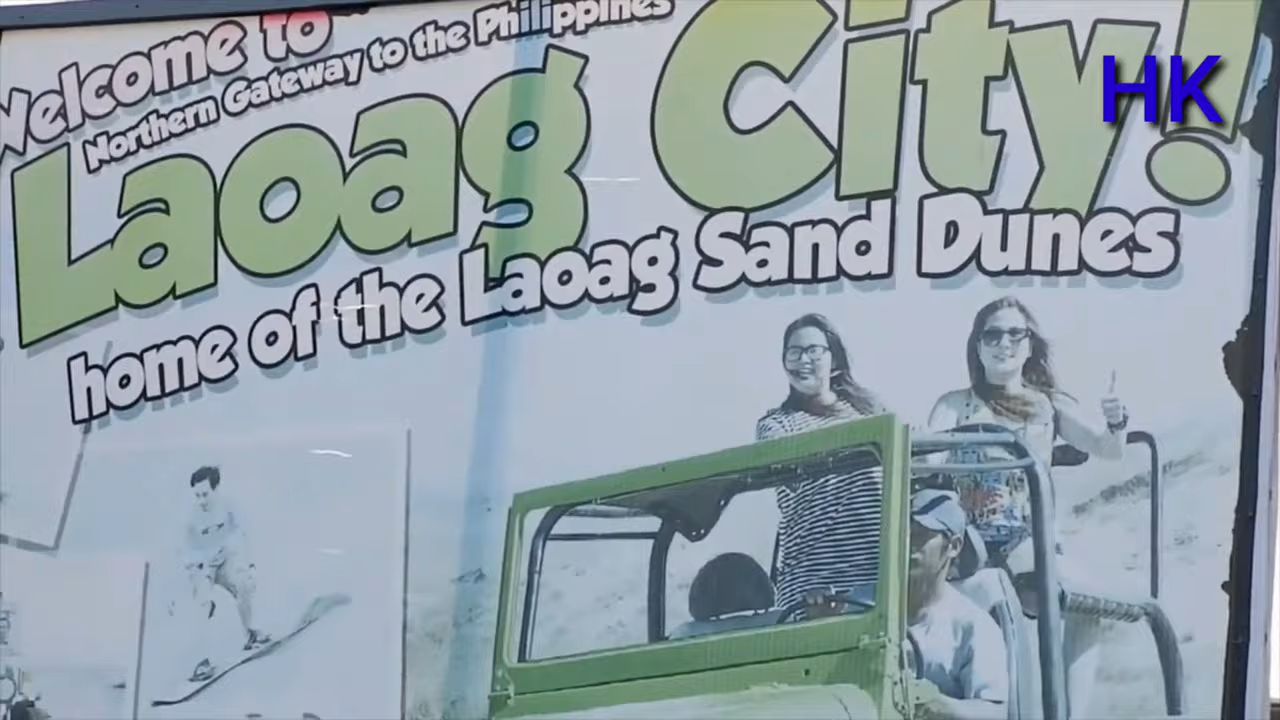 Welcome to
Northern Gateway to the Philippines
Laoag City!
HK
home of the Laoag Sand Dunes